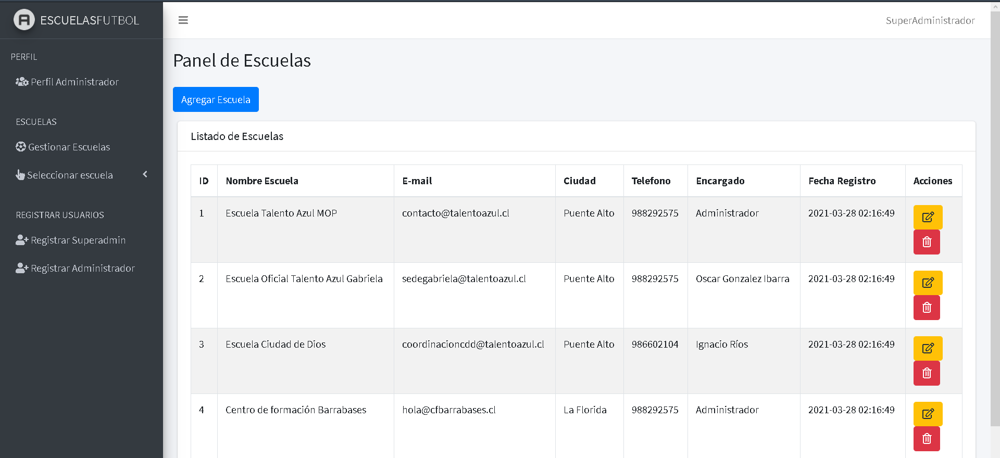 ESCUELASFUTBOL
SuperAdministrador
PERFIL
Perfil Administrador
ESCUELAS
Gestionar Escuelas
Seleccionar escuela
REGISTRAR USUARIOS
Registrar Superadmin
Registrar Administrador
Panel de Escuelas
Agregar Escuela
Listado de Escuelas
ID Nombre Escuela E-mail Ciudad Telefono Encargado Fecha Registro Acciones
1 Escuela Talento Azul MOP contacto@talentoazul.cl Puente Alto 988292575 Administrador 2021-03-28 02:16:49
2 Escuela Oficial Talento Azul Gabriela sedegabriela@talentoazul.cl Puente Alto 988292575 Oscar Gonzalez Ibarra 2021-03-28 02:16:49
3 Escuela Ciudad de Dios coordinacioncdd@talentoazul.cl Puente Alto 986602104 Ignacio Ríos 2021-03-28 02:16:49
4 Centro de formación Barrabases hola@cfbarrabases.cl La Florida 988292575 Administrador 2021-03-28 02:16:49